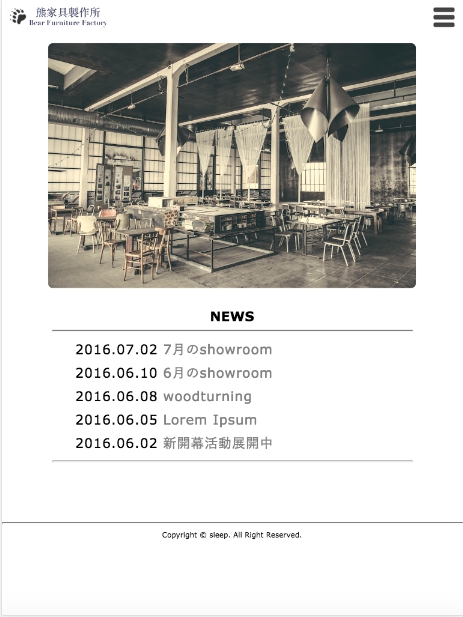 熊家具製作所
Bear Furniture Factory
NEWS
2016.07.02 7月のshowroom
2016.06.10 6月のshowroom
2016.06.08 woodturning
2016.06.05 Lorem Ipsum
2016.06.02 新開幕活動展開中
Copyright © sleep. All Right Reserved.